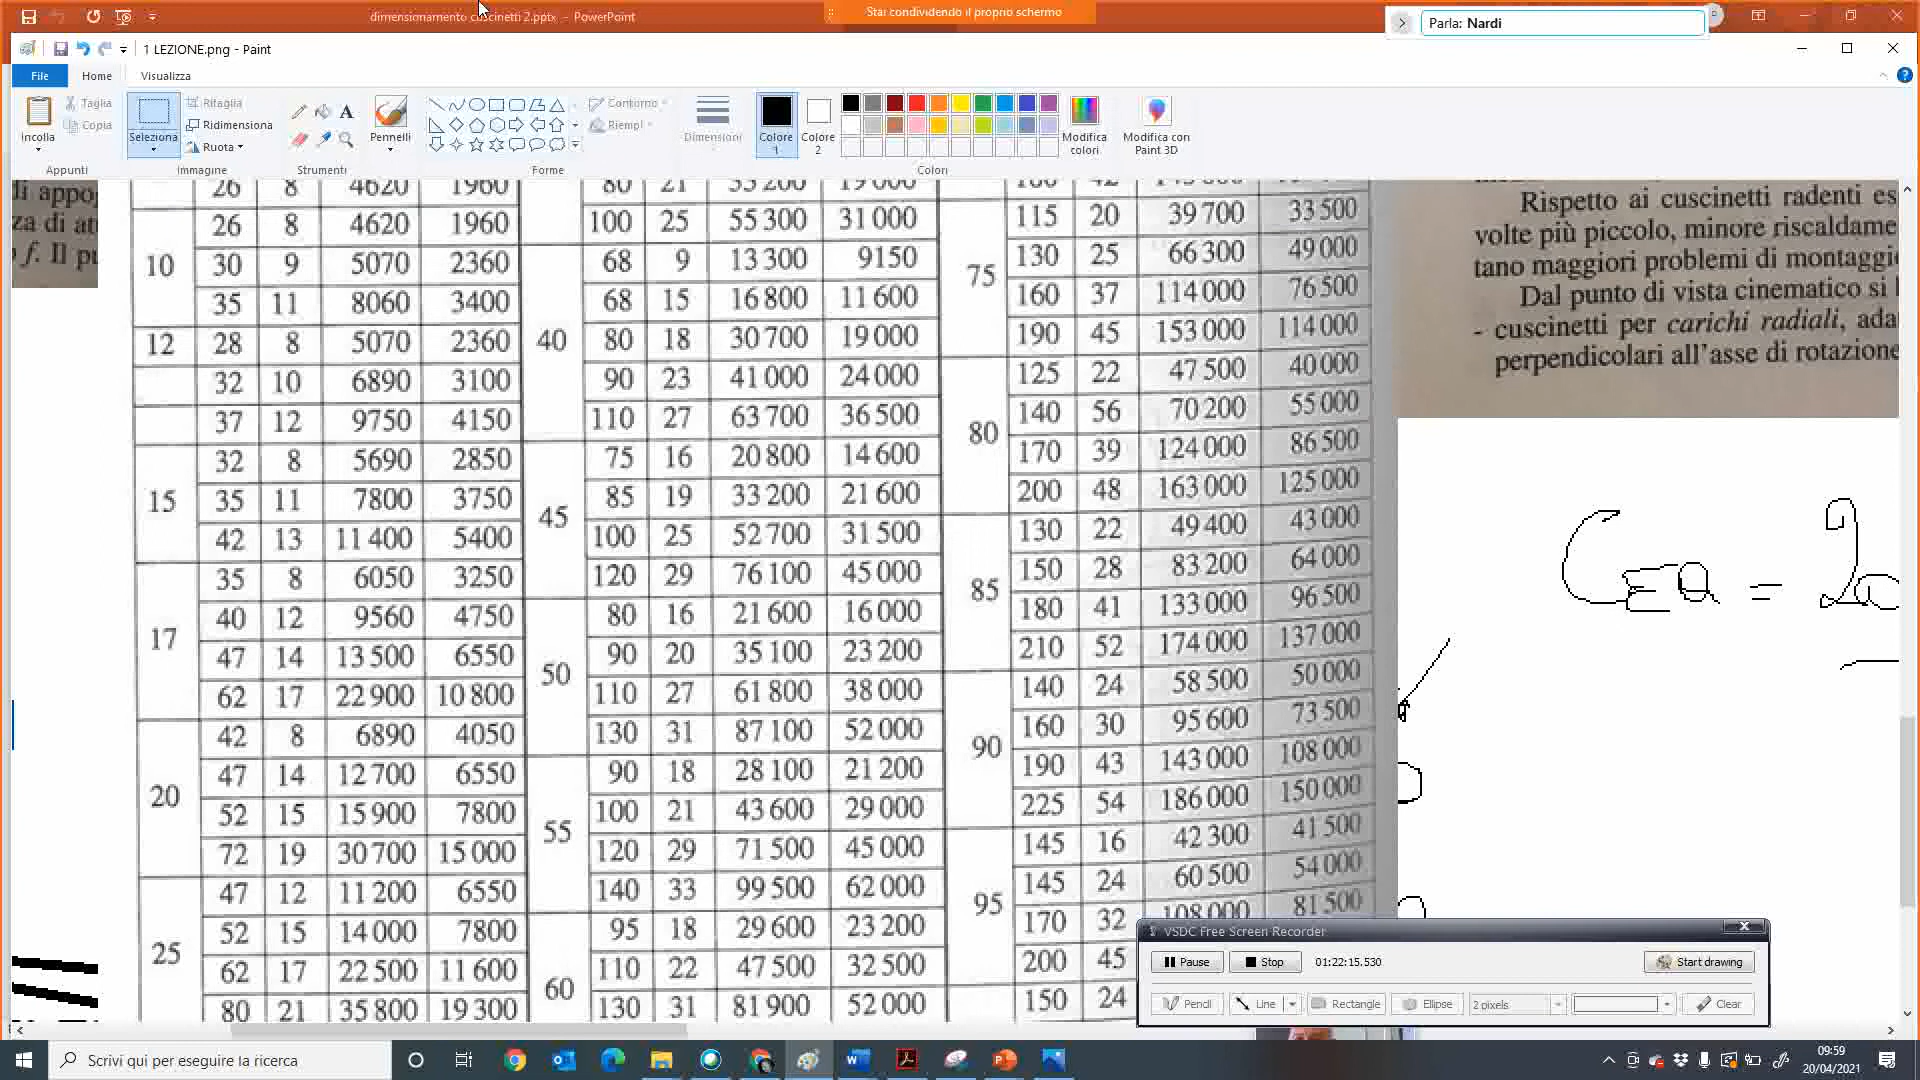 dimensionamento cuscinetti 2.pptx - PowerPoint
Stai condividendo il proprio schermo
Parla: Nardi
1 LEZIONE.png - Paint
File Home Visualizza
Incolla
Taglia
Copia
Appunti
Seleziona
Ritaglia
Ridimensiona
Ruota
Immagine
Strumenti
Pennelli
Forme
Contorno
Riempi
Dimensioni
Colore 1
Colore 2
Colori
Modifica colori
Modifica con Paint 3D
di appo
za di at
f. Il pu
26 8 4620 1960
10
26 8 4620 1960
30 9 5070 2360
35 11 8060 3400
12 28 8 5070 2360
32 10 6890 3100
37 12 9750 4150
15
32 8 5690 2850
35 11 7800 3750
42 13 11 400 5400
17
35 8 6050 3250
40 12 9560 4750
47 14 13 500 6550
62 17 22 900 10 800
20
42 8 6890 4050
47 14 12 700 6550
52 15 15 900 7800
72 19 30 700 15 000
25
47 12 11 200 6550
52 15 14 000 7800
62 17 22 500 11 600
80 21 35 800 19 300
80 21 33 200 19 000
100 25 55 300 31 000
40
68 9 13 300 9150
68 15 16 800 11 600
80 18 30 700 19 000
90 23 41 000 24 000
110 27 63 700 36 500
45
75 16 20 800 14 600
85 19 33 200 21 600
100 25 52 700 31 500
120 29 76 100 45 000
50
80 16 21 600 16 000
90 20 35 100 23 200
110 27 61 800 38 000
130 31 87 100 52 000
55
90 18 28 100 21 200
100 21 43 600 29 000
120 29 71 500 45 000
140 33 99 500 62 000
60
95 18 29 600 23 200
110 22 47 500 32 500
130 31 81 900 52 000
180 42
75
115 20 39 700 33 500
130 25 66 300 49 000
160 37 114 000 76 500
190 45 153 000 114 000
80
125 22 47 500 40 000
140 56 70 200 55 000
170 39 124 000 86 500
200 48 163 000 125 000
85
130 22 49 400 43 000
150 28 83 200 64 000
180 41 133 000 96 500
210 52 174 000 137 000
90
140 24 58 500 50 000
160 30 95 600 73 500
190 43 143 000 108 000
225 54 186 000 150 000
95
145 16 42 300 41 500
145 24 60 500 54 000
170 32 108 000 81 500
200 45
150 24
Rispetto ai cuscinetti radenti es
volte più piccolo, minore riscaldame
tano maggiori problemi di montaggi
Dal punto di vista cinematico si
- cuscinetti per carichi radiali, ada
perpendicolari all'asse di rotazione
VSDC Free Screen Recorder
Pause Stop 01:22:15.530 Start drawing
Pencil Line Rectangle Ellipse 2 pixels Clear
Scrivi qui per eseguire la ricerca
09:59
20/04/2021